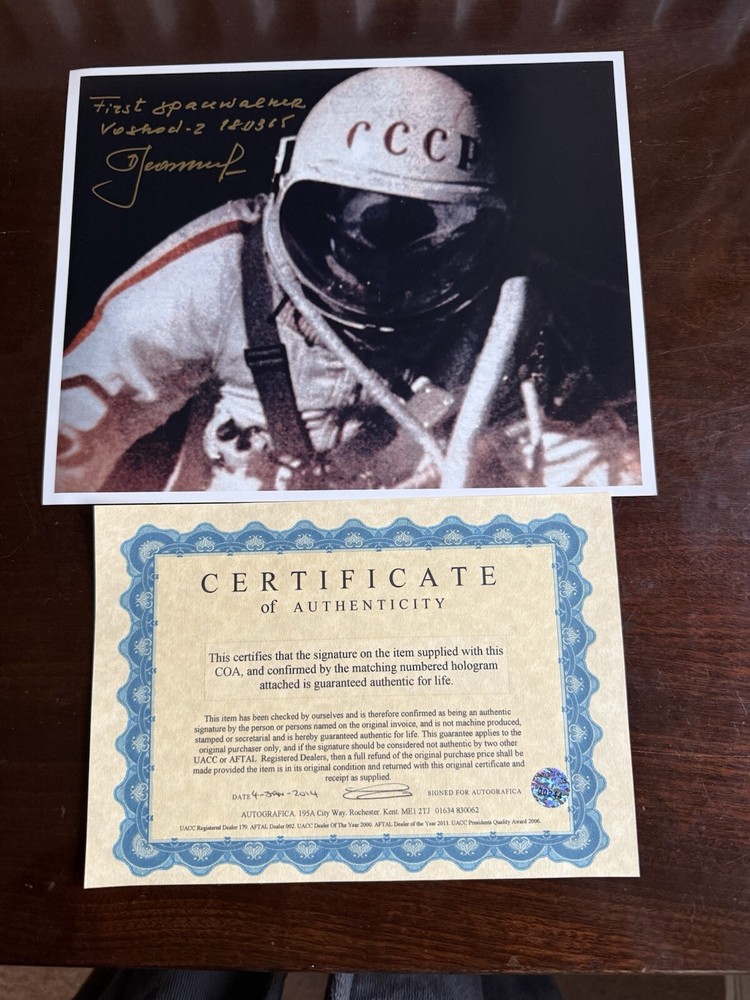 First spacewalker
Voskhod-2 180365
СССР
CERTIFICATE
of AUTHENTICITY
This certifies that the signature on the item supplied with this
COA, and confirmed by the matching numbered hologram
attached is guaranteed authentic for life.
This item has been checked by ourselves and is therefore confirmed as being an authentic
signature by the person or persons named on the original invoice, and is not machine produced,
stamped or secretarial and is hereby guaranteed authentic for life. This guarantee applies to the
original purchaser only, and if the signature should be considered not authentic by two other
UACC or AFTAL Registered Dealers, then a full refund of the original purchase price shall be
made provided the item is in its original condition and returned with this original certificate and
receipt as supplied.
DATE 4-Jan-2014 SIGNED FOR AUTOGRAFICA
AUTOGRAFICA. 195A City Way. Rochester. Kent. ME1 2TJ 01634 830062
UACC Registered Dealer 179. AFTAL Dealer 002. UACC Dealer Of The Year 2006. AFTAL Dealer of the Year 2011. UACC Presidents Quality Award 2006.